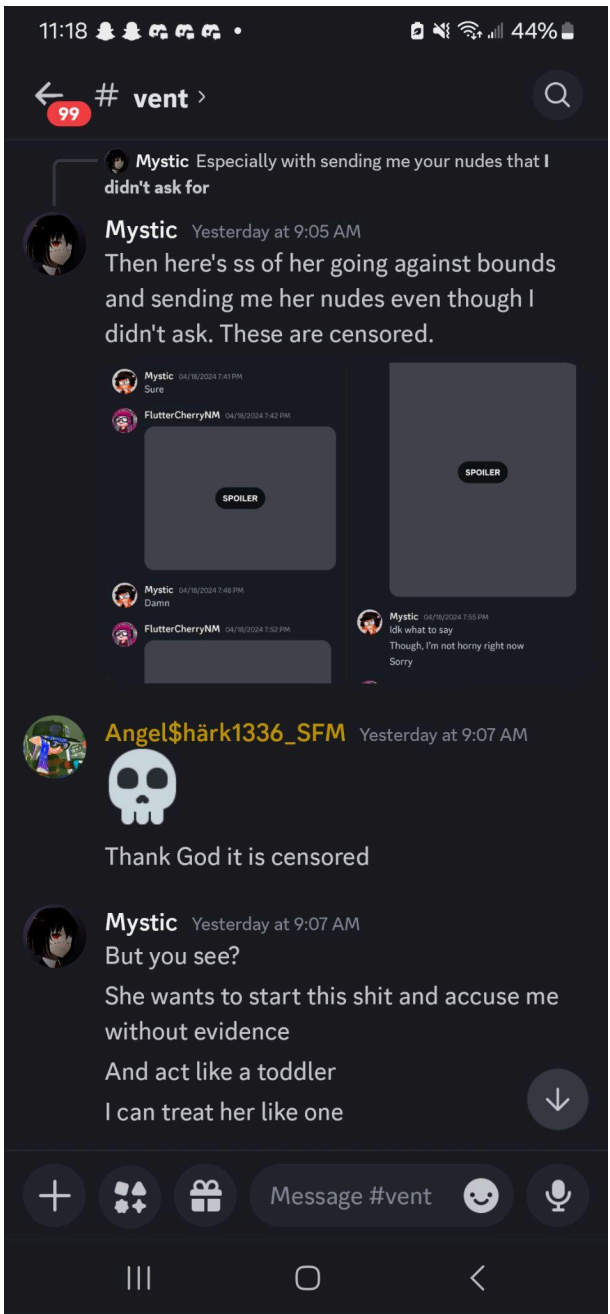 11:18
44%
99
# vent >
Mystic Especially with sending me your nudes that I
didn't ask for
Mystic Yesterday at 9:05 AM
Then here's ss of her going against bounds
and sending me her nudes even though I
didn't ask. These are censored.
Mystic 04/18/2024 7:41 PM
Sure
FlutterCherryNM 04/18/2024 7:42 PM
SPOILER
Mystic 04/18/2024 7:48 PM
Damn
FlutterCherryNM 04/18/2024 7:52 PM
SPOILER
Mystic 04/18/2024 7:55 PM
Idk what to say
Though, I'm not horny right now
Sorry
Angel$härk1336_SFM Yesterday at 9:07 AM
Thank God it is censored
Mystic Yesterday at 9:07 AM
But you see?
She wants to start this shit and accuse me
without evidence
And act like a toddler
I can treat her like one
Message #vent